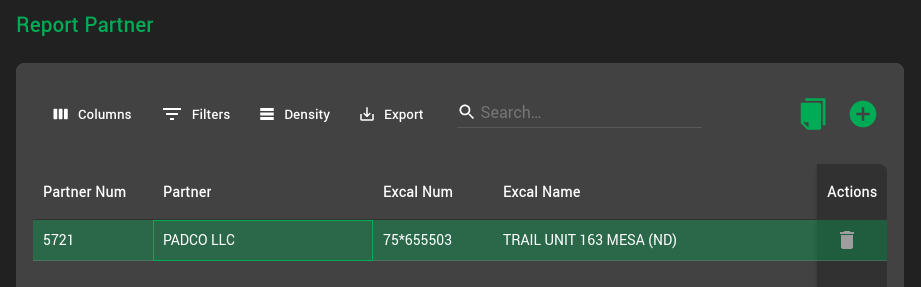 Report Partner
Columns Filters Density Export Search...
Partner Num Partner Excal Num Excal Name Actions
5721 PADCO LLC 75*655503 TRAIL UNIT 163 MESA (ND)